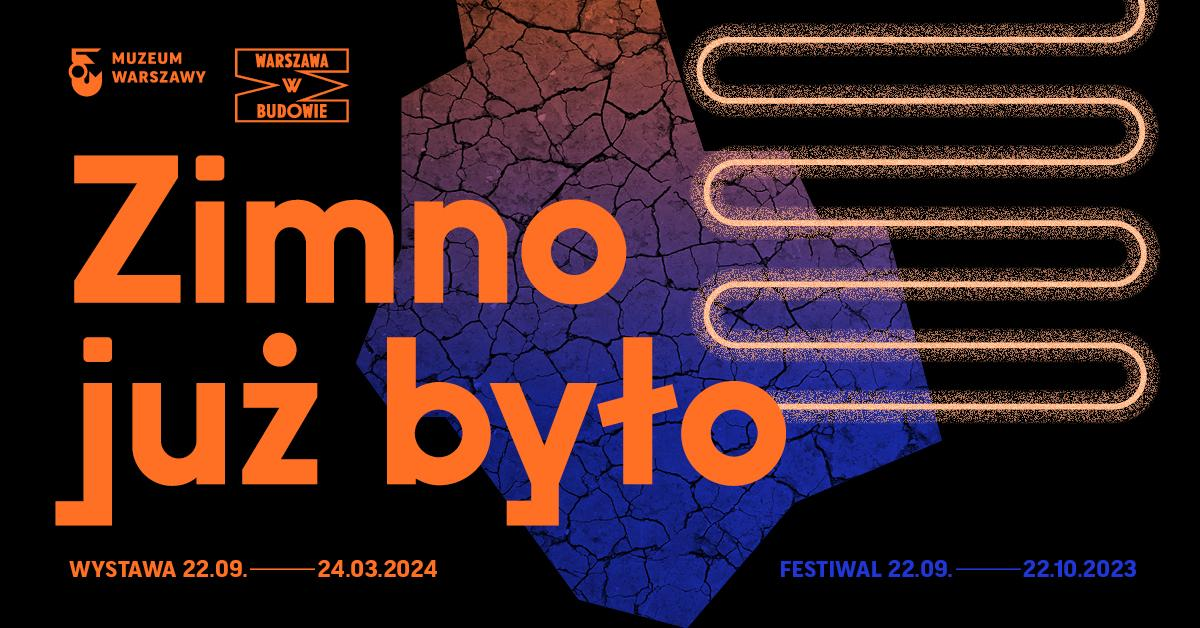 MUZEUM
WARSZAWY
WARSZAWA
W
BUDOWIE
Zimno
już było
WYSTAWA 22.09.——24.03.2024
FESTIWAL 22.09.——22.10.2023